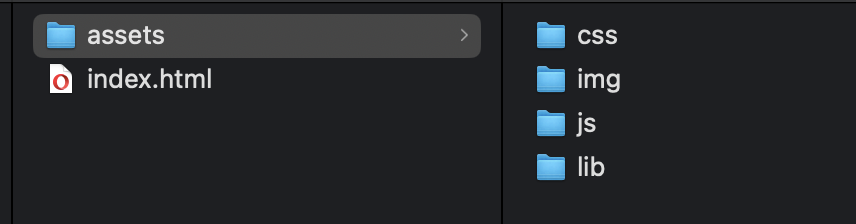 assets
index.html
css
img
js
lib